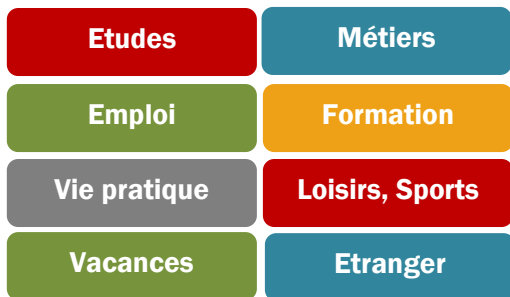 Etudes
Métiers
Emploi
Formation
Vie pratique
Loisirs, Sports
Vacances
Etranger